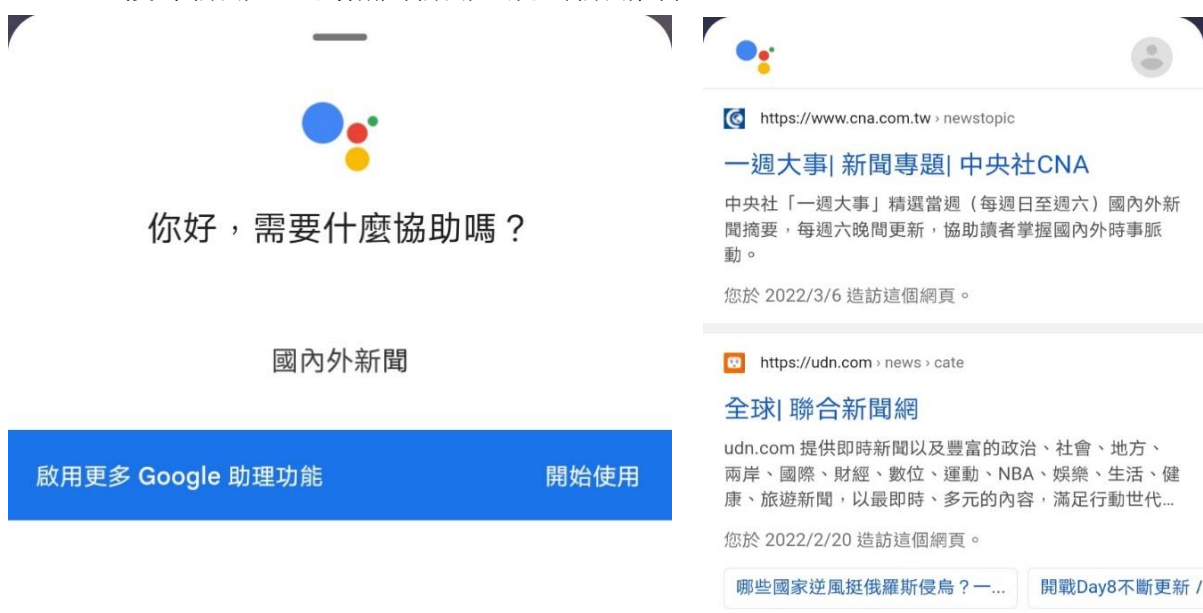 你好，需要什麼協助嗎？
國內外新聞
啟用更多 Google 助理功能
開始使用
https://www.cna.com.tw › newstopic
一週大事| 新聞專題| 中央社CNA
中央社「一週大事」精選當週（每週日至週六）國內外新
聞摘要，每週六晚間更新，協助讀者掌握國內外時事脈
動。
您於 2022/3/6 造訪這個網頁。
https://udn.com › news › cate
全球| 聯合新聞網
udn.com 提供即時新聞以及豐富的政治、社會、地方、
兩岸、國際、財經、數位、運動、NBA、娛樂、生活、健
康、旅遊新聞，以最即時、多元的內容，滿足行動世代...
您於 2022/2/20 造訪這個網頁。
哪些國家逆風挺俄羅斯侵烏？一...
開戰Day8不斷更新 /